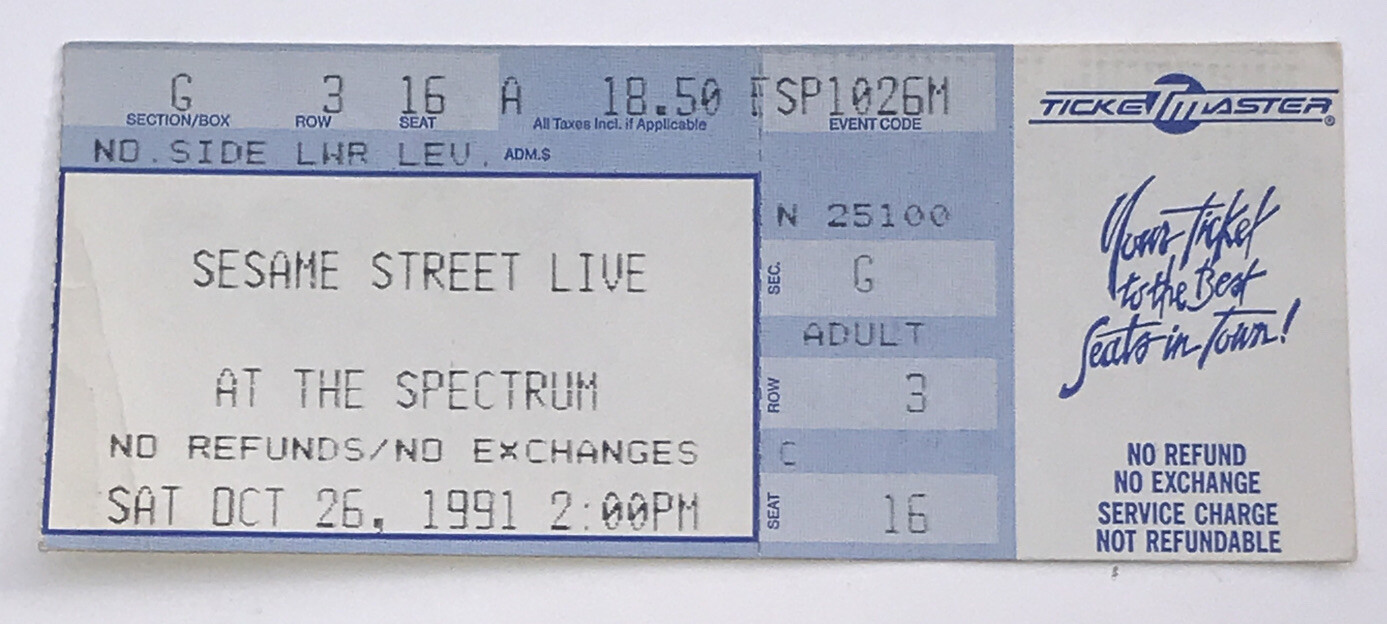 G 3 16 A 18.50
SECTION/BOX ROW SEAT All Taxes Incl. if Applicable
NO.SIDE LWR LEV. ADM.$
SESAME STREET LIVE
AT THE SPECTRUM
NO REFUNDS/NO EXCHANGES
SAT OCT 26, 1991 2:00PM
FSP1026M
EVENT CODE
N 25100
SEC. G
ADULT
ROW 3
C
SEAT 16
TICKETMASTER®
Your Ticket
to the Best
Seats in Town!
NO REFUND
NO EXCHANGE
SERVICE CHARGE
NOT REFUNDABLE